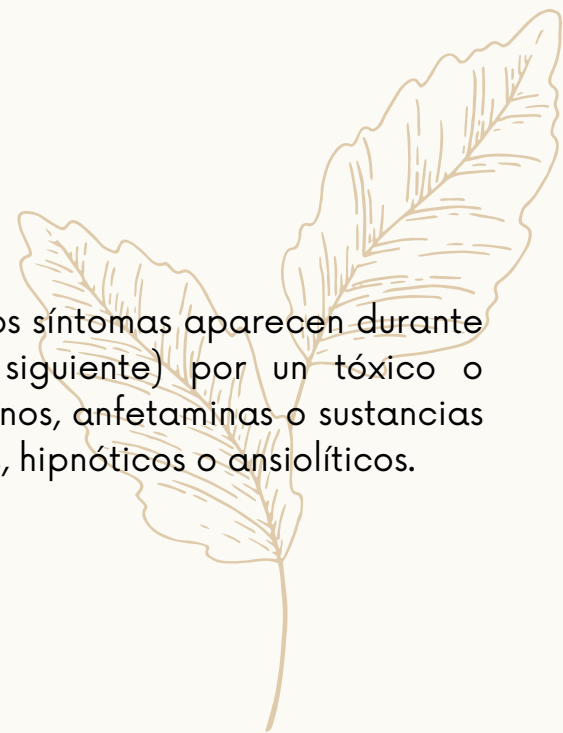 os síntomas aparecen durante
siguiente) por un tóxico o
nos, anfetaminas o sustancias
, hipnóticos o ansiolíticos.